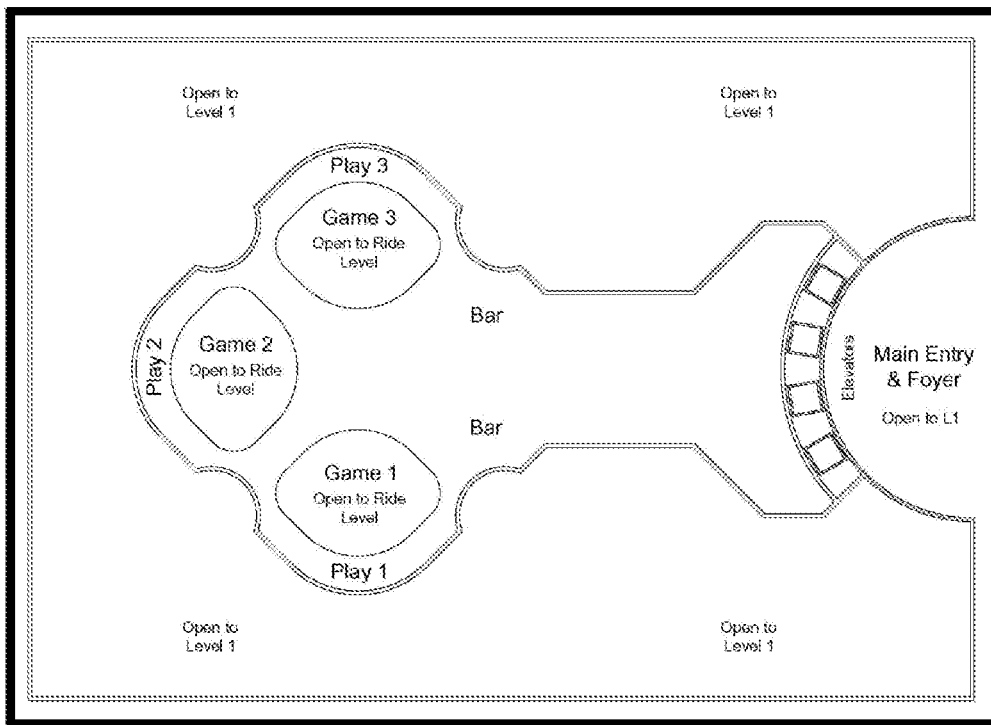 Open to
Level 1
Open to
Level 1
Play 3
Game 3
Open to Ride
Level
Bar
Play 2
Game 2
Open to Ride
Level
Elevators
Main Entry
& Foyer
Open to L1
Bar
Game 1
Open to Ride
Level
Play 1
Open to
Level 1
Open to
Level 1